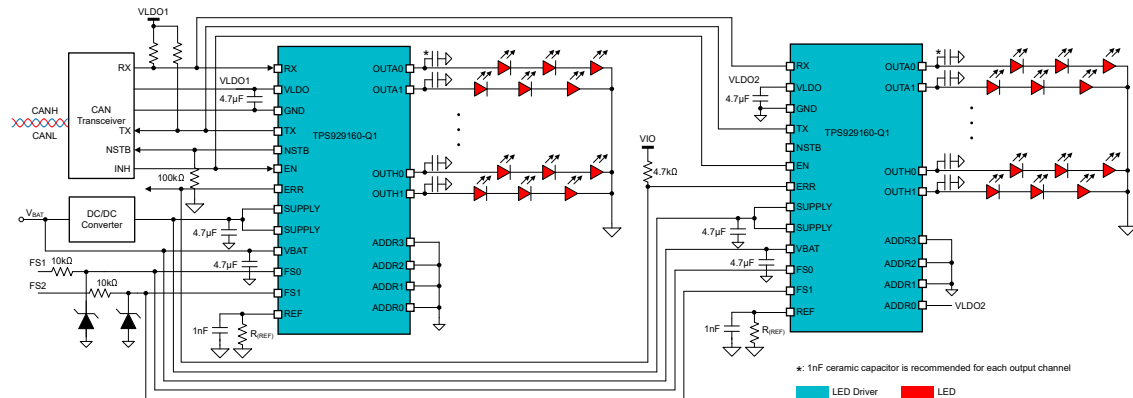 VLDO1
CANH
CANL
CAN
Transceiver
RX
TX
NSTB
INH
VLDO1
4.7µF
100kΩ
VBAT
DC/DC
Converter
4.7µF
4.7µF
FS1
10kΩ
FS2
10kΩ
1nF
R(REF)
RX
VLDO
GND
TX
NSTB
EN
ERR
SUPPLY
SUPPLY
VBAT
FS0
FS1
REF
TPS929160-Q1
OUTA0
OUTA1
OUTH0
OUTH1
ADDR3
ADDR2
ADDR1
ADDR0
*
VIO
4.7kΩ
VLDO2
4.7µF
4.7µF
4.7µF
1nF
R(REF)
RX
VLDO
GND
TX
NSTB
EN
ERR
SUPPLY
SUPPLY
VBAT
FS0
FS1
REF
TPS929160-Q1
OUTA0
OUTA1
OUTH0
OUTH1
ADDR3
ADDR2
ADDR1
ADDR0
*
VLDO2
*: 1nF ceramic capacitor is recommended for each output channel
LED Driver
LED